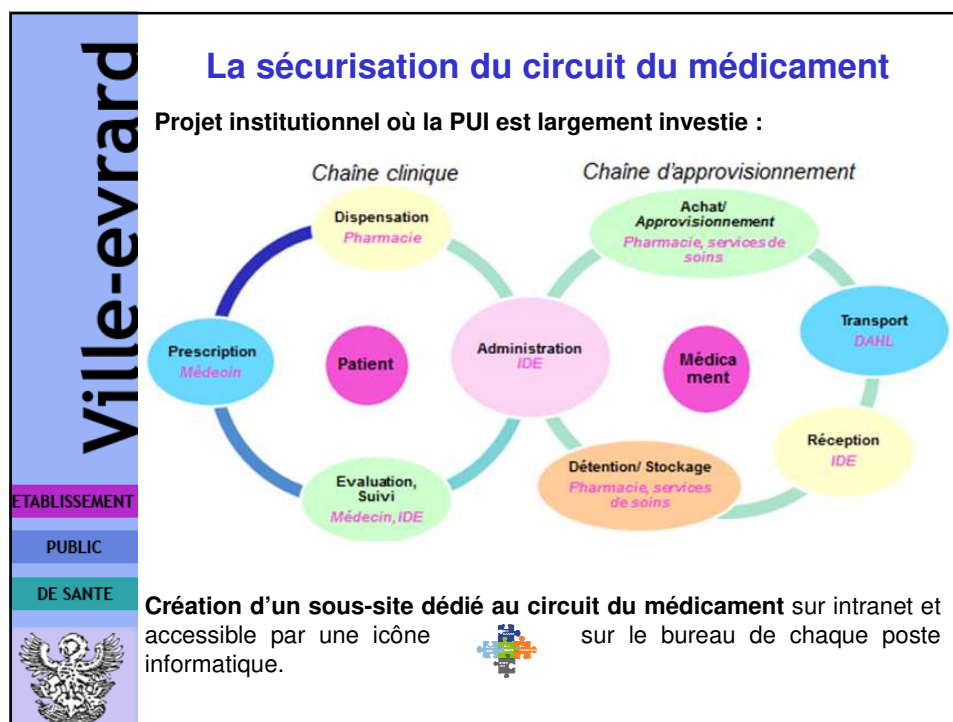 La sécurisation du circuit du médicament
Projet institutionnel où la PUI est largement investie :
Chaîne clinique
Chaîne d'approvisionnement
Dispensation
Pharmacie
Prescription
Médecin
Patient
Administration
IDE
Evaluation,
Suivi
Médecin, IDE
Achat/
Approvisionnement
Pharmacie, services de
soins
Transport
DAHL
Médica
ment
Réception
IDE
Détention/ Stockage
Pharmacie, services
de soins
Ville-evrard
ETABLISSEMENT
PUBLIC
DE SANTE
Création d'un sous-site dédié au circuit du médicament sur intranet et
accessible par une icône sur le bureau de chaque poste
informatique.